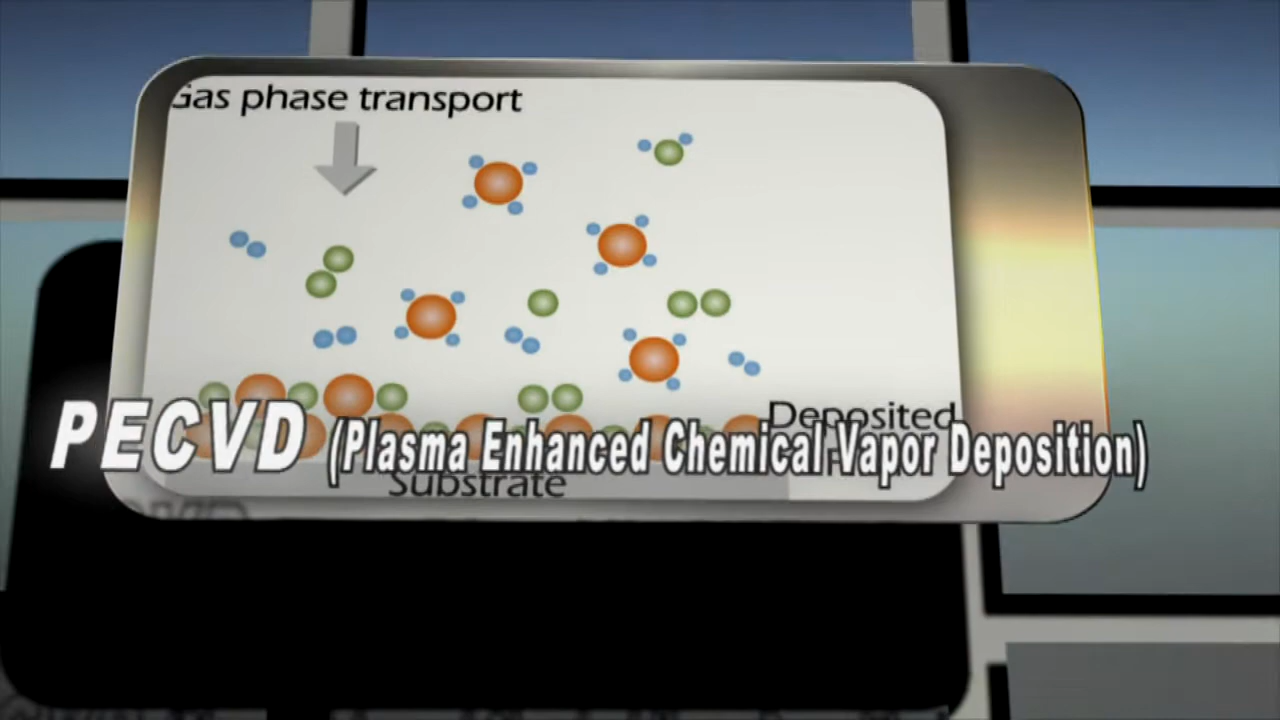 Gas phase transport
Deposited
PECVD (Plasma Enhanced Chemical Vapor Deposition)
Substrate